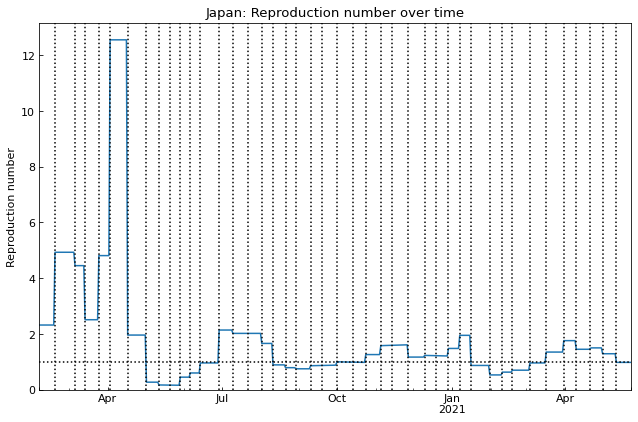 Japan: Reproduction number over time
Reproduction number
12
10
8
6
4
2
0
Apr
Jul
Oct
Jan
2021
Apr